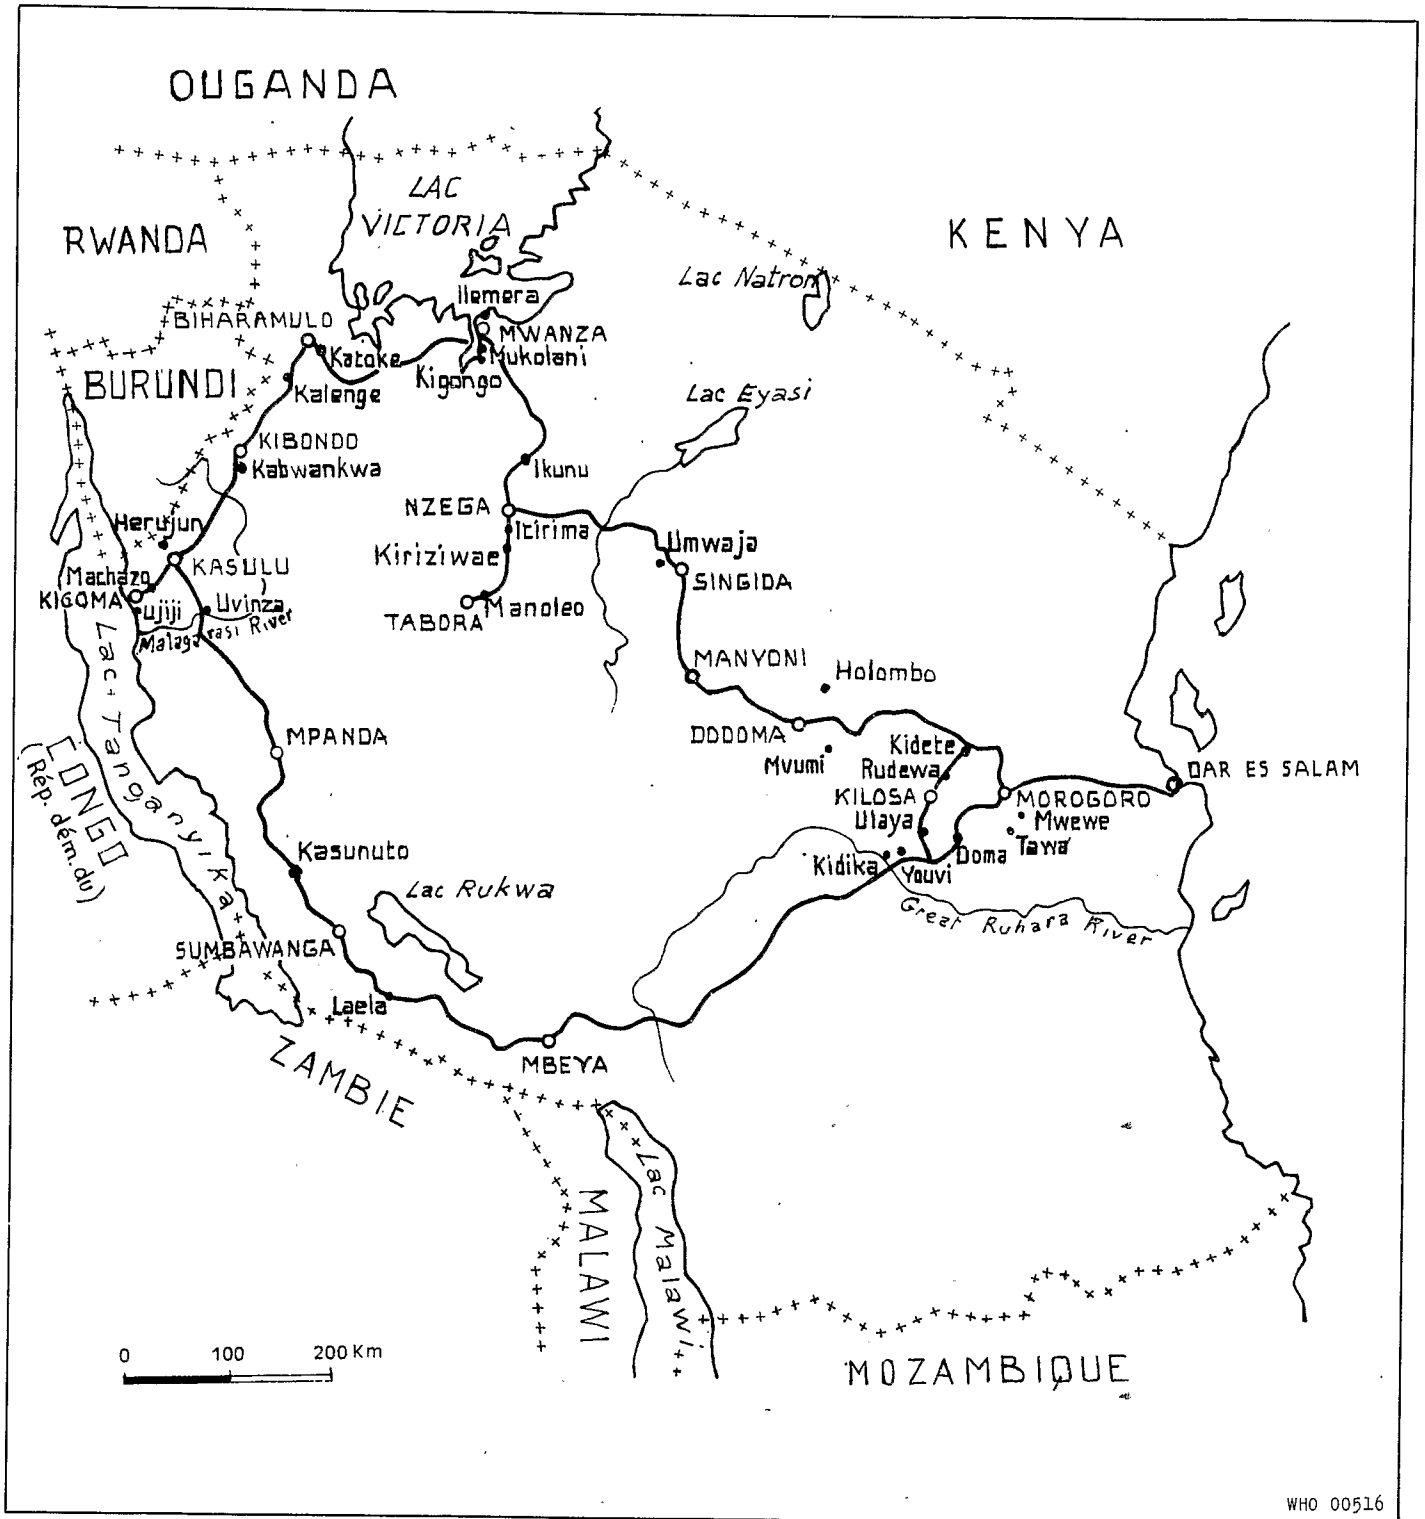 OUGANDA
LAC
VICTORIA
RWANDA
KENYA
Lac Natron
Ilemera
BIHARAMULO
MWANZA
Mukolani
Katoke
Kigongo
BURUNDI
Kalenge
Lac Eyasi
KIBONDO
Kabwankwa
Ikunu
NZEGA
Herujun
Itirima
Umwaja
Kiriziwae
KASULU
SINGIDA
Machazo
KIGOMA
Ujiji
Uvinza
Manoleo
TABORA
Malagarasi River
MANYONI
Holombo
Lac Tanganyika
MPANDA
DODOMA
Kidete
Mvumi
Rudewa
DAR ES SALAM
CONGO
(Rép. dém. du)
KILOSA
MOROGORO
Ulaya
Mwewe
Tawa
Doma
Kasunuto
Kidika
Youvi
Lac Rukwa
Great Ruhara River
SUMBAWANGA
Laela
MBEYA
ZAMBIE
Lac Malawi
MALAWI
MOZAMBIQUE
0 100 200 Km
WHO 00516